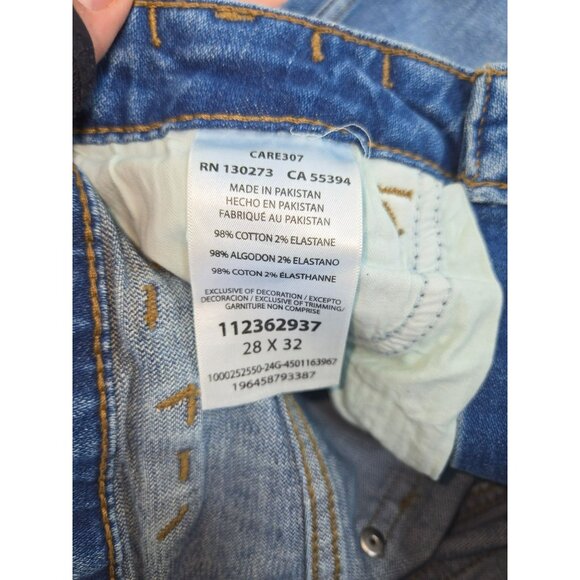 CARE307
RN 130273 CA 55394
MADE IN PAKISTAN
HECHO EN PAKISTAN
FABRIQUÉ AU PAKISTAN
98% COTTON 2% ELASTANE
98% ALGODON 2% ELASTANO
98% COTON 2% ÉLASTHANNE
EXCLUSIVE OF DECORATION / EXCEPTO
DECORACION / EXCLUSIVE OF TRIMMING/
GARNITURE NON COMPRISE
112362937
28 X 32
1000252550-24G-4501163967
196458793387